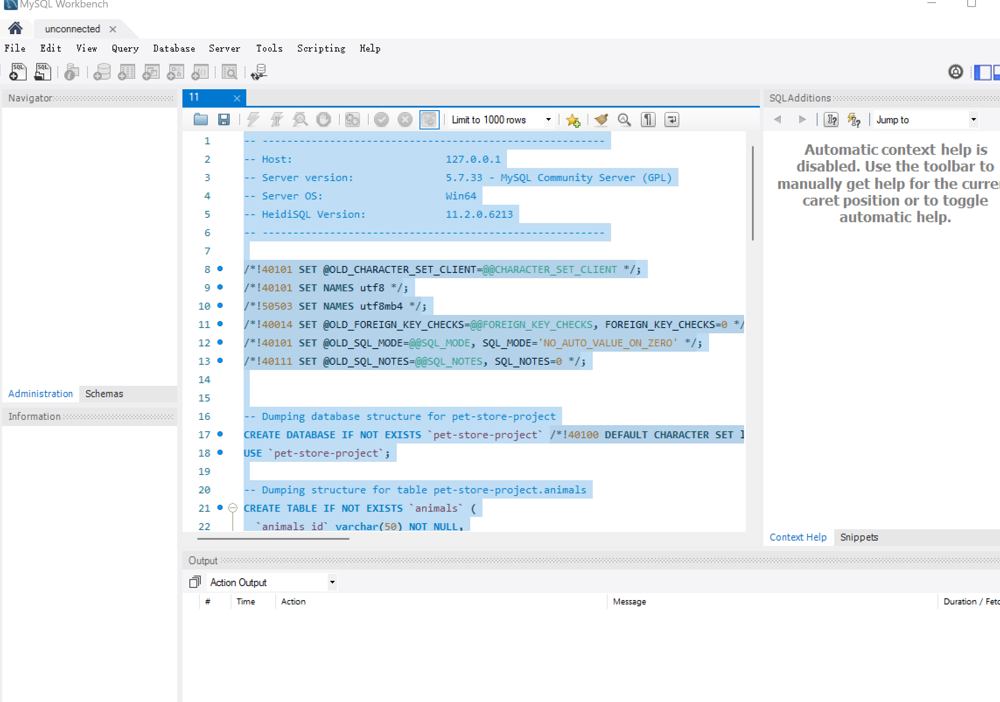 MySQL Workbench
unconnected
File Edit View Query Database Server Tools Scripting Help
Navigator
Administration Schemas
Information
11
Limit to 1000 rows
1 -- --------------------------------------------------------
2 -- Host:                         127.0.0.1
3 -- Server version:               5.7.33 - MySQL Community Server (GPL)
4 -- Server OS:                    Win64
5 -- HeidiSQL Version:             11.2.0.6213
6 -- --------------------------------------------------------
7
8 /*!40101 SET @OLD_CHARACTER_SET_CLIENT=@@CHARACTER_SET_CLIENT */;
9 /*!40101 SET NAMES utf8 */;
10 /*!50503 SET NAMES utf8mb4 */;
11 /*!40014 SET @OLD_FOREIGN_KEY_CHECKS=@@FOREIGN_KEY_CHECKS, FOREIGN_KEY_CHECKS=0 */
12 /*!40101 SET @OLD_SQL_MODE=@@SQL_MODE, SQL_MODE='NO_AUTO_VALUE_ON_ZERO' */;
13 /*!40111 SET @OLD_SQL_NOTES=@@SQL_NOTES, SQL_NOTES=0 */;
14
15
16 -- Dumping database structure for pet-store-project
17 CREATE DATABASE IF NOT EXISTS `pet-store-project` /*!40100 DEFAULT CHARACTER SET l
18 USE `pet-store-project`;
19
20 -- Dumping structure for table pet-store-project.animals
21 CREATE TABLE IF NOT EXISTS `animals` (
22 `animals_id` varchar(50) NOT NULL,
SQLAdditions
Jump to
Automatic context help is
disabled. Use the toolbar to
manually get help for the curre
caret position or to toggle
automatic help.
Context Help Snippets
Output
Action Output
# Time Action Message Duration / Fetc